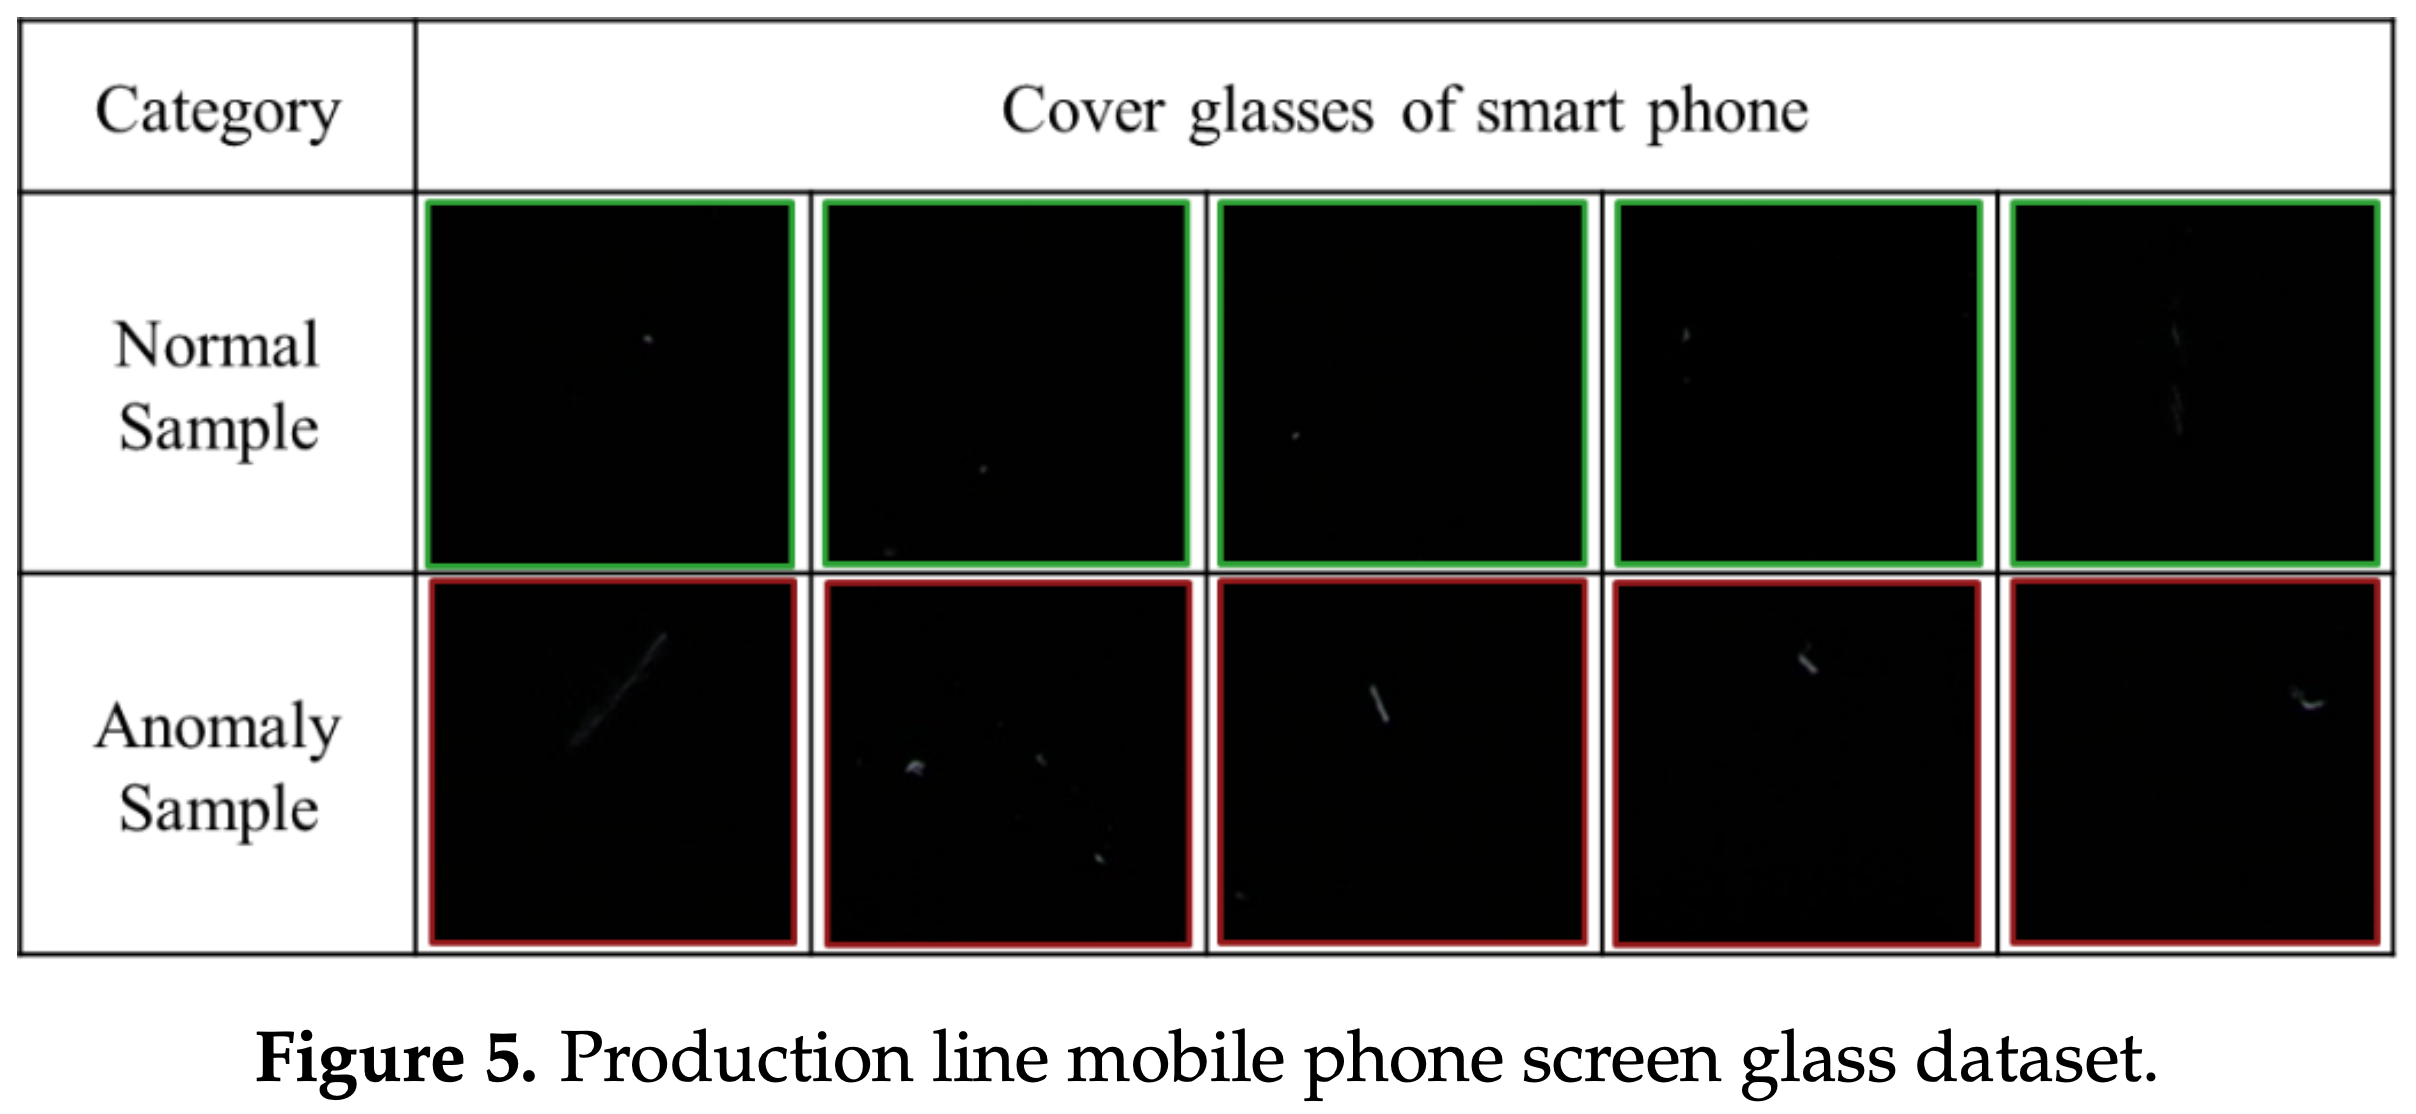 Category
Cover glasses of smart phone
Normal
Sample
Anomaly
Sample
Figure 5. Production line mobile phone screen glass dataset.